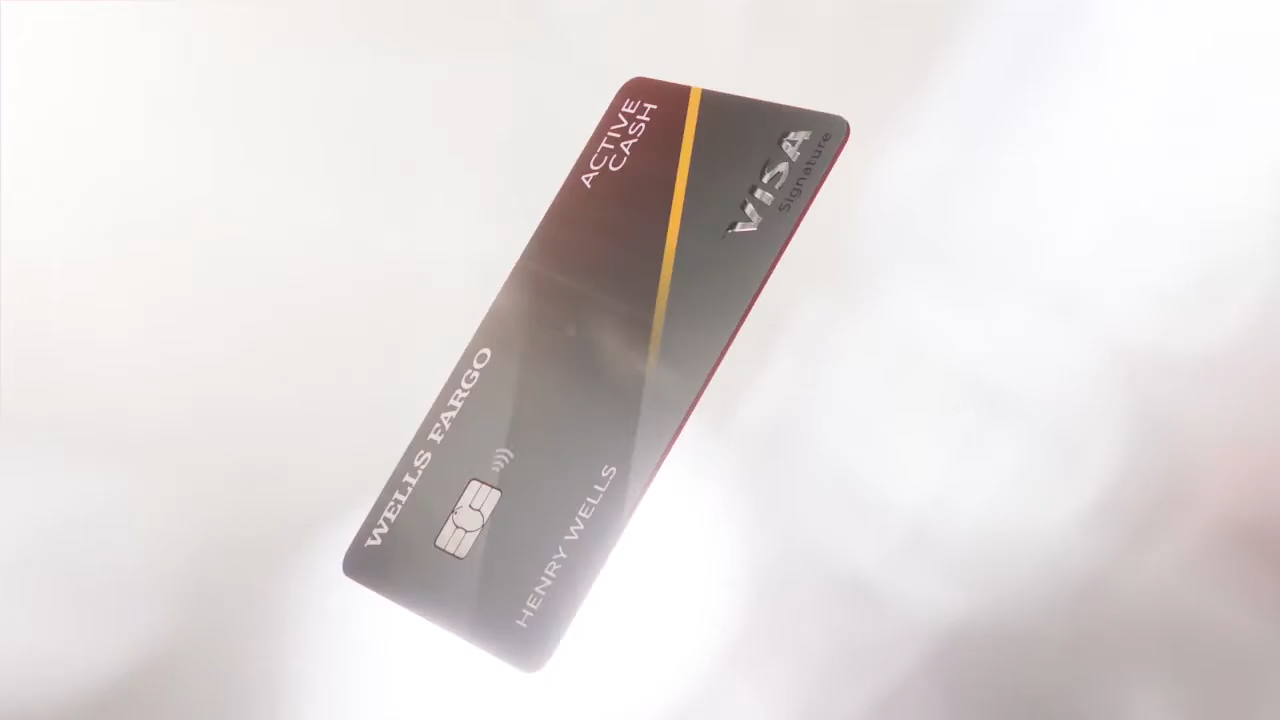 WELLS FARGO
ACTIVE
CASH
HENRY WELLS
VISA
Signature